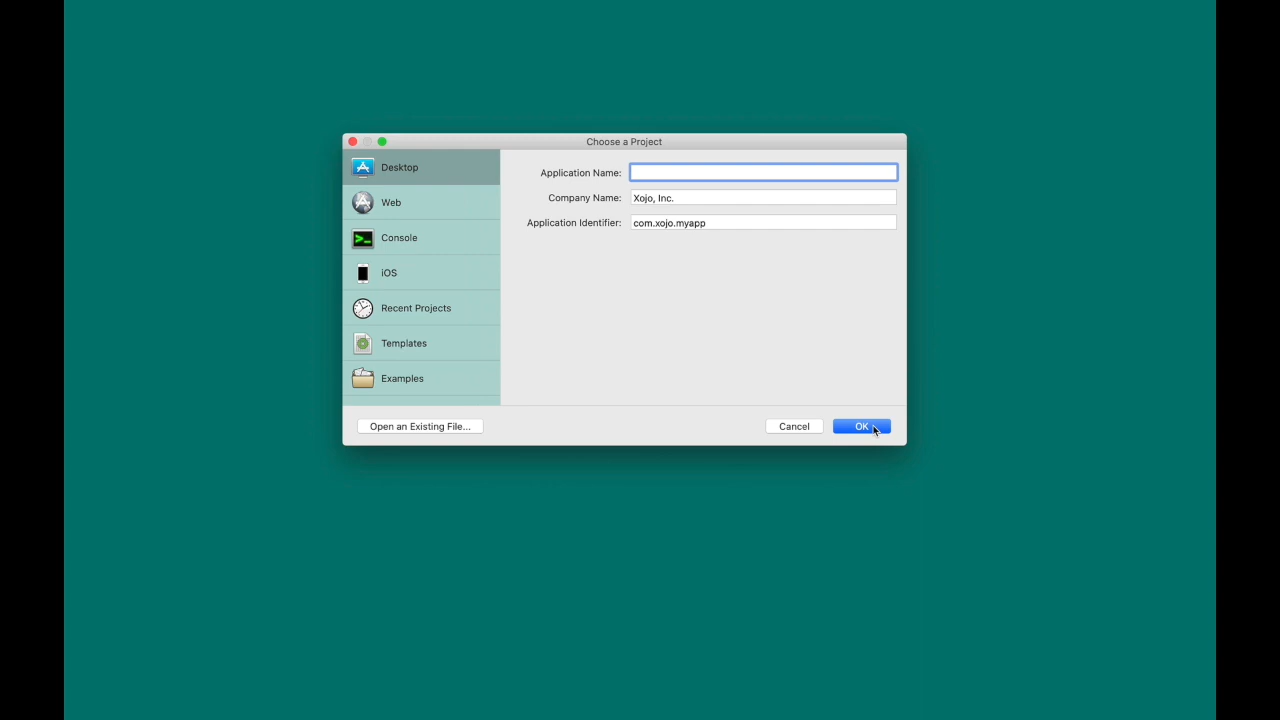 Choose a Project
Desktop
Web
Console
iOS
Recent Projects
Templates
Examples
Application Name:
Company Name: Xojo, Inc.
Application Identifier: com.xojo.myapp
Open an Existing File... Cancel OK